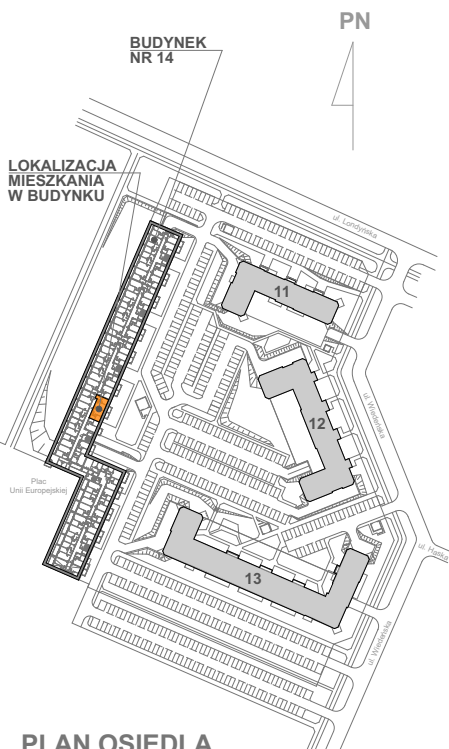 PN
BUDYNEK
NR 14
LOKALIZACJA
MIESZKANIA
W BUDYNKU
ul. Londyńska
11
ul. Wiedeńska
12
Plac
Unii Europejskiej
ul. Haska
13
ul. Wiedeńska
PLAN OSIEDLA